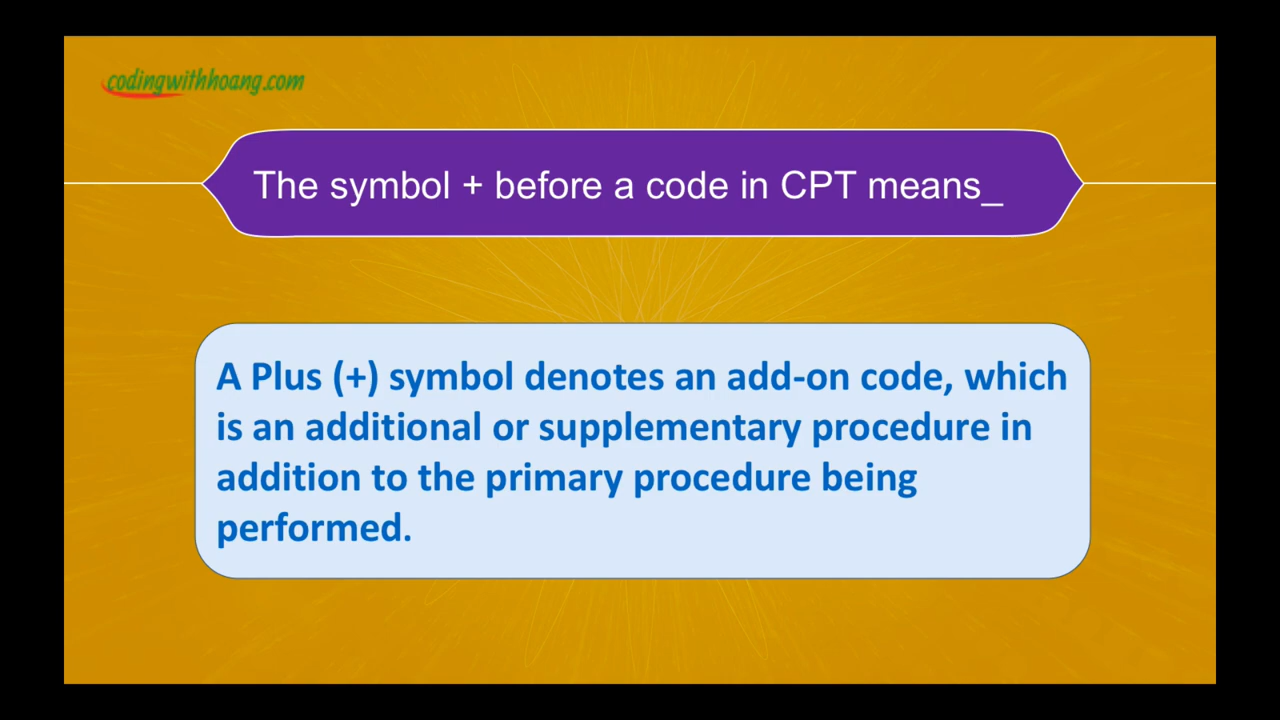 codingwithhoang.com
The symbol + before a code in CPT means_
A Plus (+) symbol denotes an add-on code, which
is an additional or supplementary procedure in
addition to the primary procedure being
performed.